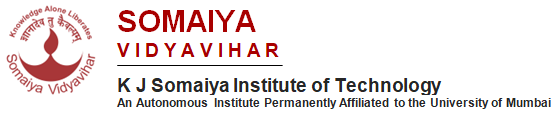 Knowledge Alone Liberates
ज्ञानादेव तु कैवल्यम्
Somaiya Vidyavihar
SOMAIYA
VIDYAVIHAR
K J Somaiya Institute of Technology
An Autonomous Institute Permanently Affiliated to the University of Mumbai